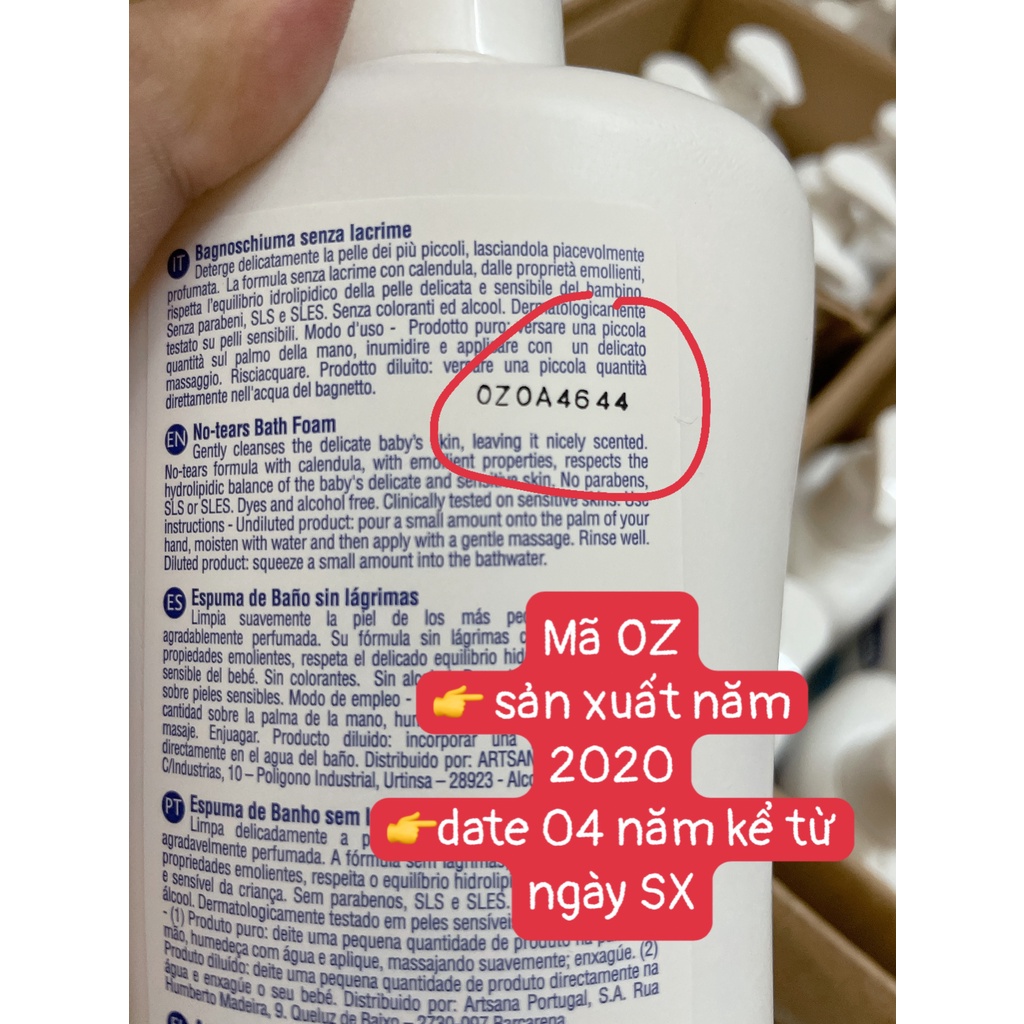 IT Bagnoschiuma senza lacrime
Deterge delicatamente la pelle dei più piccoli, lasciandola piacevolmente
profumata. La formula senza lacrime con calendula, dalle proprietà emollienti,
rispetta l'equilibrio idrolipidico della pelle delicata e sensibile del bambino.
Senza parabeni, SLS e SLES. Senza coloranti ed alcool. Dermatologicamente
testato su pelli sensibili. Modo d'uso - Prodotto puro: versare una piccola
quantità sul palmo della mano, inumidire e applicare con un delicato
massaggio. Risciacquare. Prodotto diluito: versare una piccola quantità
direttamente nell'acqua del bagnetto.
OZOA4644
EN No-tears Bath Foam
Gently cleanses the delicate baby's skin, leaving it nicely scented.
No-tears formula with calendula, with emollient properties, respects the
hydrolipidic balance of the baby's delicate and sensitive skin. No parabens,
SLS or SLES. Dyes and alcohol free. Clinically tested on sensitive skins. Use
instructions - Undiluted product: pour a small amount onto the palm of your
hand, moisten with water and then apply with a gentle massage. Rinse well.
Diluted product: squeeze a small amount into the bathwater.
ES Espuma de Baño sin lágrimas
Limpia suavemente la piel de los más
agradablemente perfumada. Su fórmula sin lágrimas
propiedades emolientes, respeta el delicado equilibrio
sensible del bebé. Sin colorantes. Sin
sobre pieles sensibles. Modo de empleo -
cantidad sobre la palma de la mano,
masaje. Enjuagar. Producto diluido: incorporar una
directamente en el agua del baño. Distribuido por:
C/Industrias, 10 – Poligono Industrial, Urtinsa – 28923 -
PT Espuma de Banho sem
Limpa delicadamente a
agradavelmente perfumada. A fórmula sem lágrimas
propriedades emolientes, respeita o equilíbrio
e sensível da criança. Sem parabenos, SLS e SLES.
álcool. Dermatologicamente testado em peles sensíveis
- (1) Produto puro: deite uma pequena quantidade de produto na
mão, humedeça com água e aplique, massajando suavemente; enxagúe. (2)
Produto diluído: deite uma pequena quantidade de produto directamente na
água e enxagúe o seu bebé. Distribuido por: Artsana Portugal, S.A. Rua
Humberto Madeira, 9. Queluz de Baixo – 2730-097 Barcarena
Mã OZ
👉 sản xuất năm
2020
👉date 04 năm kể từ
ngày SX